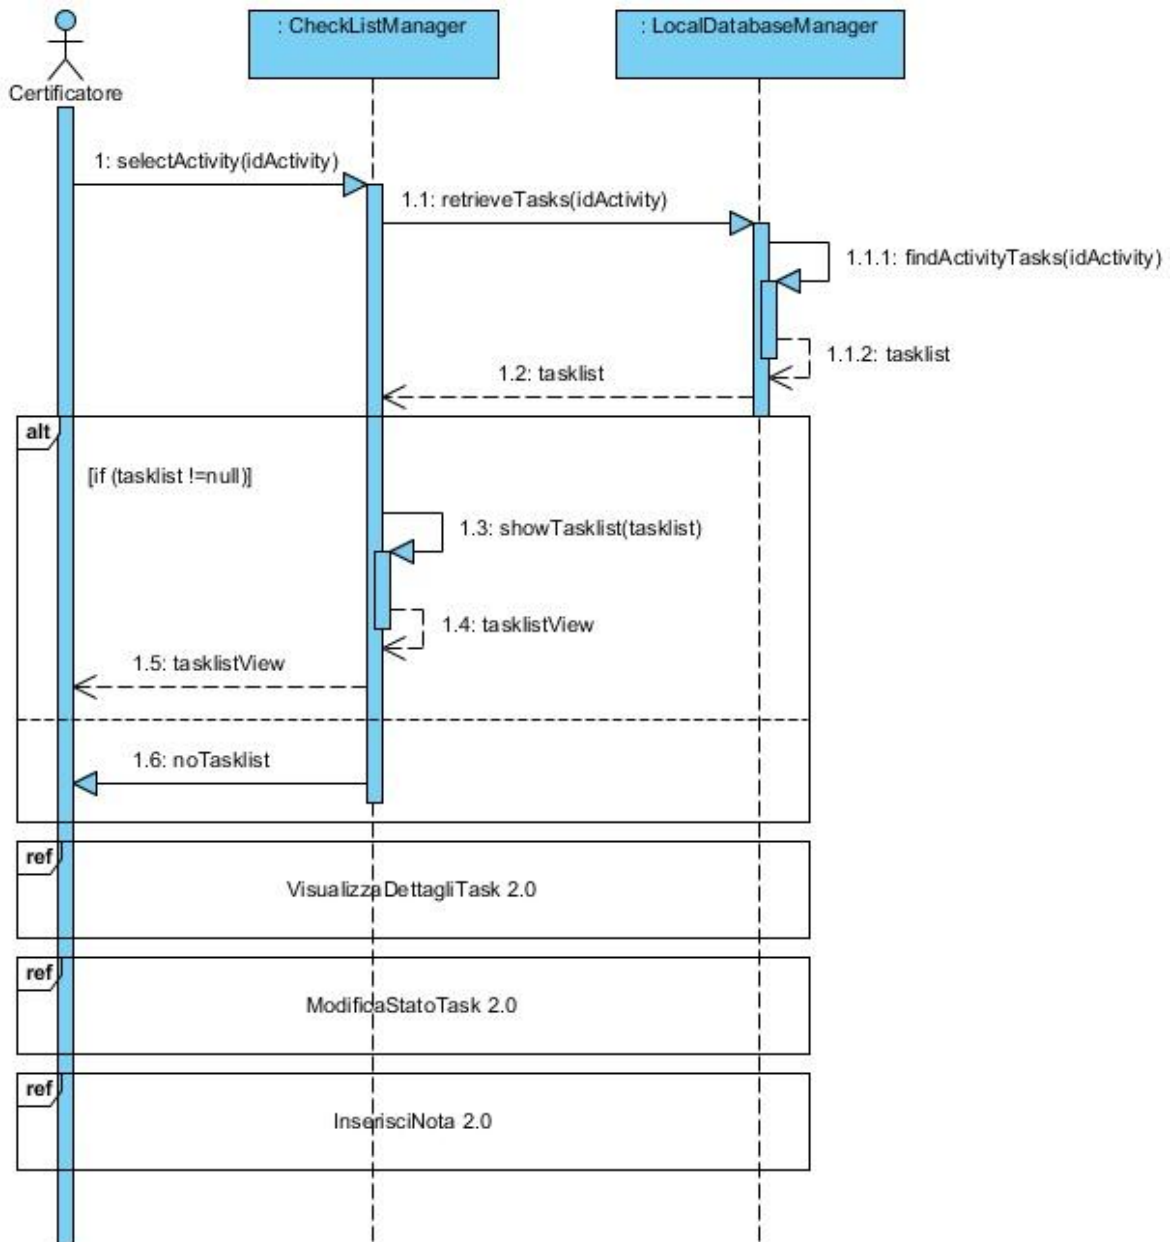 : CheckListManager
: LocalDatabaseManager
Certificatore
1: selectActivity(idActivity)
1.1: retrieveTasks(idActivity)
1.1.1: findActivityTasks(idActivity)
1.1.2: tasklist
1.2: tasklist
alt
[if (tasklist !=null)]
1.3: showTasklist(tasklist)
1.4: tasklistView
1.5: tasklistView
1.6: noTasklist
ref
VisualizzaDettagliTask 2.0
ref
ModificaStatoTask 2.0
ref
InserisciNota 2.0